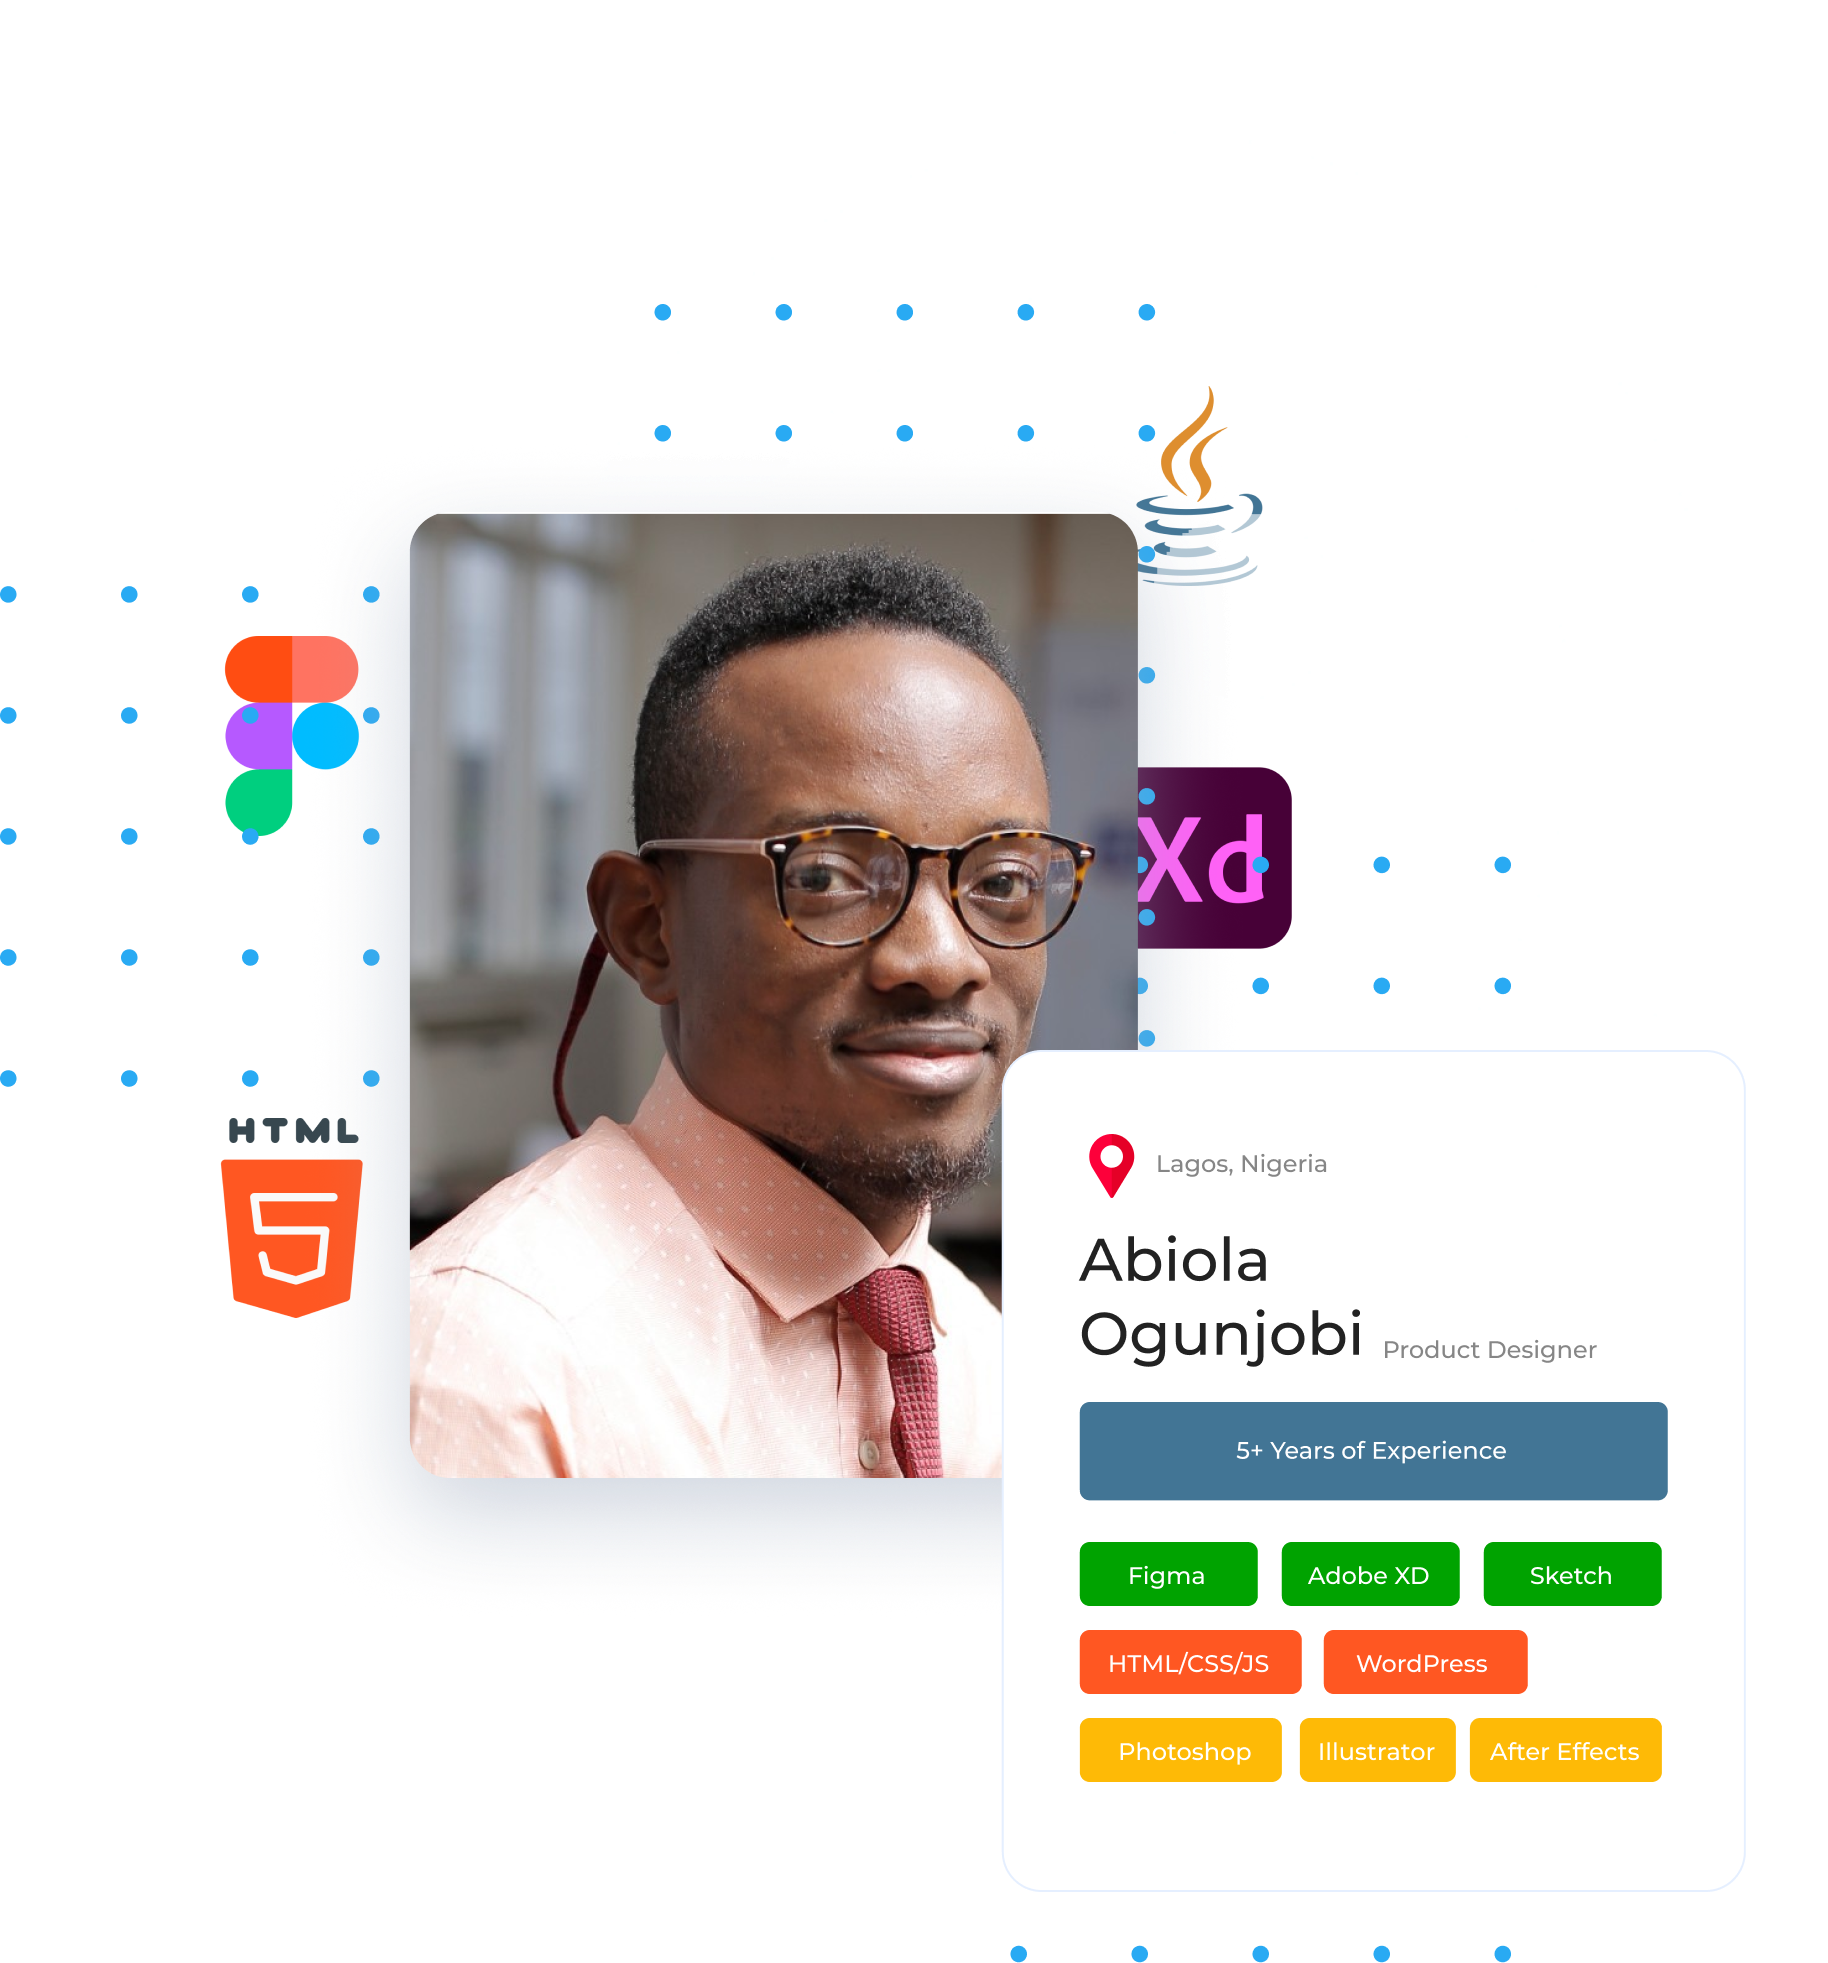 Xd
HTML
5
Lagos, Nigeria
Abiola
Ogunjobi Product Designer
5+ Years of Experience
Figma Adobe XD Sketch
HTML/CSS/JS WordPress
Photoshop Illustrator After Effects